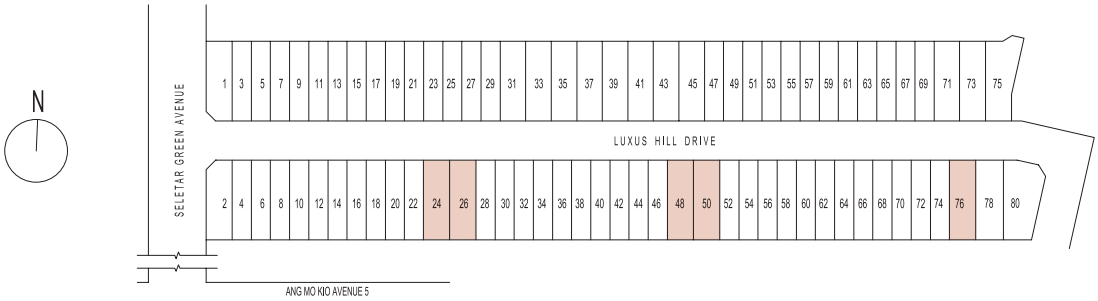 N
SELETAR GREEN AVENUE
1 3 5 7 9 11 13 15 17 19 21 23 25 27 29 31 33 35 37 39 41 43 45 47 49 51 53 55 57 59 61 63 65 67 69 71 73 75
LUXUS HILL DRIVE
2 4 6 8 10 12 14 16 18 20 22 24 26 28 30 32 34 36 38 40 42 44 46 48 50 52 54 56 58 60 62 64 66 68 70 72 74 76 78 80
ANG MO KIO AVENUE 5